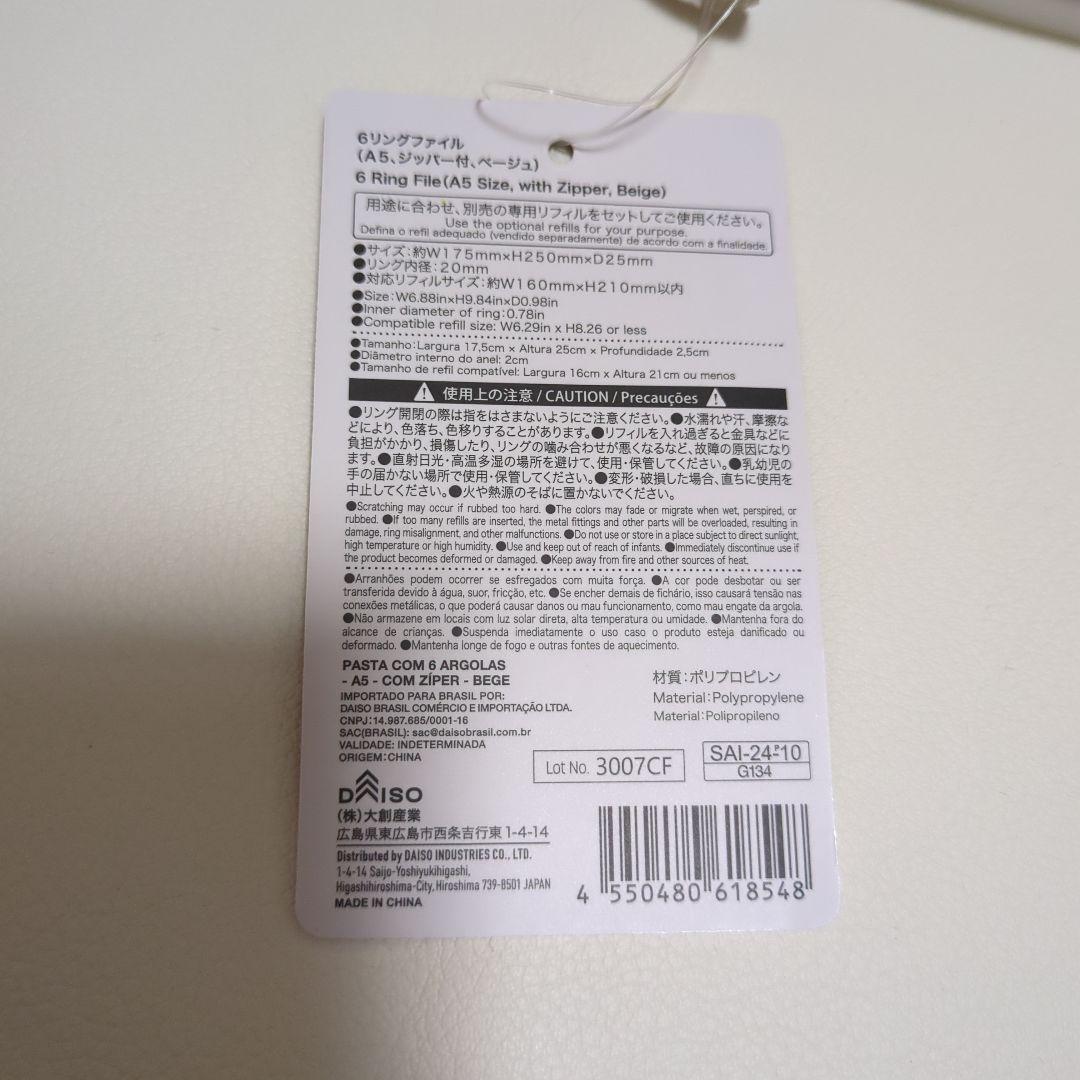 6リングファイル
(A5、ジッパー付、ベージュ)
6 Ring File(A5 Size, with Zipper, Beige)
用途に合わせ、別売の専用リフィルをセットしてご使用ください。
Use the optional refills for your purpose.
Defina o refil adequado (vendido separadamente) de acordo com a finalidade.
●サイズ:約W175mm×H250mm×D25mm
●リング内径:20mm
●対応リフィルサイズ:約W160mm×H210mm以内
●Size:W6.88in×H9.84in×D0.98in
●Inner diameter of ring:0.78in
●Compatible refill size: W6.29in x H8.26 or less
●Tamanho:Largura 17,5cm × Altura 25cm × Profundidade 2,5cm
●Diâmetro interno do anel: 2cm
●Tamanho de refil compatível: Largura 16cm x Altura 21cm ou menos
使用上の注意 / CAUTION / Precauções
●リング開閉の際は指をはさまないようにご注意ください。●水濡れや汗、摩擦な
どにより、色落ち、色移りすることがあります。●リフィルを入れ過ぎると金具などに
負担がかかり、損傷したり、リングの噛み合わせが悪くなるなど、故障の原因になり
ます。●直射日光・高温多湿の場所を避けて、使用・保管してください。●乳幼児の
手の届かない場所で使用・保管してください。●変形・破損した場合、直ちに使用を
中止してください。●火や熱源のそばに置かないでください。
●Scratching may occur if rubbed too hard. ●The colors may fade or migrate when wet, perspired, or
rubbed. ●If too many refills are inserted, the metal fittings and other parts will be overloaded, resulting in
damage, ring misalignment, and other malfunctions. ●Do not use or store in a place subject to direct sunlight,
high temperature or high humidity. ●Use and keep out of reach of infants. ●Immediately discontinue use if
the product becomes deformed or damaged. ●Keep away from fire and other sources of heat.
●Arranhões podem ocorrer se esfregados com muita força. ●A cor pode desbotar ou ser
transferida devido à água, suor, fricção, etc. ●Se encher demais de fichário, isso causará tensão nas
conexões metálicas, o que poderá causar danos ou mau funcionamento, como mau engate da argola.
●Não armazene em locais com luz solar direta, alta temperatura ou umidade. ●Mantenha fora do
alcance de crianças. ●Suspenda imediatamente o uso caso o produto esteja danificado ou
deformado. ●Mantenha longe de fogo e outras fontes de aquecimento.
PASTA COM 6 ARGOLAS
- A5 - COM ZÍPER - BEGE
IMPORTADO PARA BRASIL POR:
DAISO BRASIL COMÉRCIO E IMPORTAÇÃO LTDA.
CNPJ:14.987.685/0001-16
SAC(BRASIL): sac@daisobrasil.com.br
VALIDADE: INDETERMINADA
ORIGEM:CHINA
材質:ポリプロピレン
Material:Polypropylene
Material:Polipropileno
Lot No. 3007CF
SAI-24-P10
G134
DAISO
(株)大創産業
広島県東広島市西条吉行東1-4-14
Distributed by DAISO INDUSTRIES CO., LTD.
1-4-14 Saijo-Yoshiyukihigashi,
Higashihiroshima-City, Hiroshima 739-8501 JAPAN
MADE IN CHINA
4 550480 618548